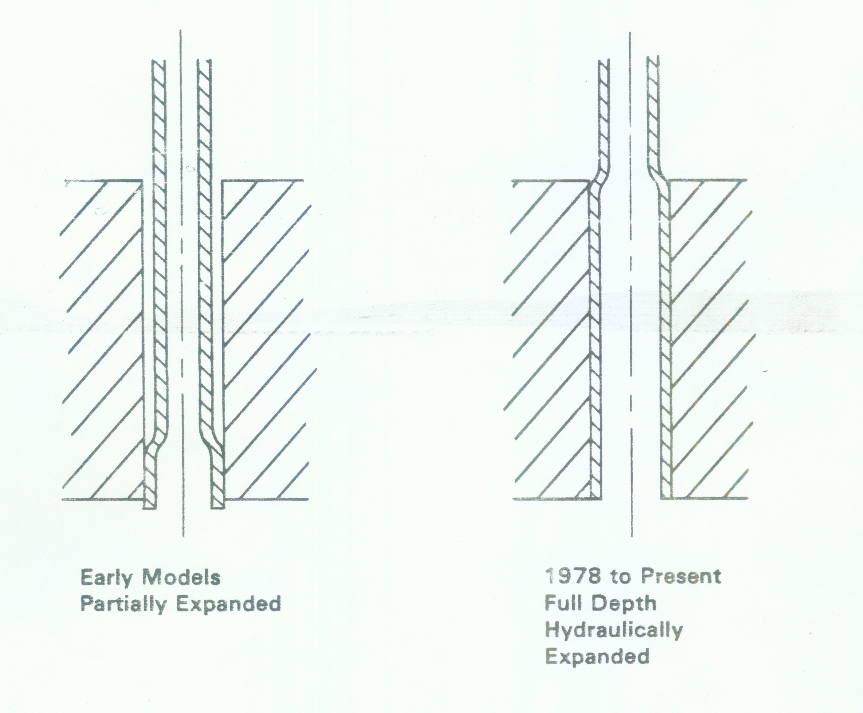 Early Models
Partially Expanded
1978 to Present
Full Depth
Hydraulically
Expanded